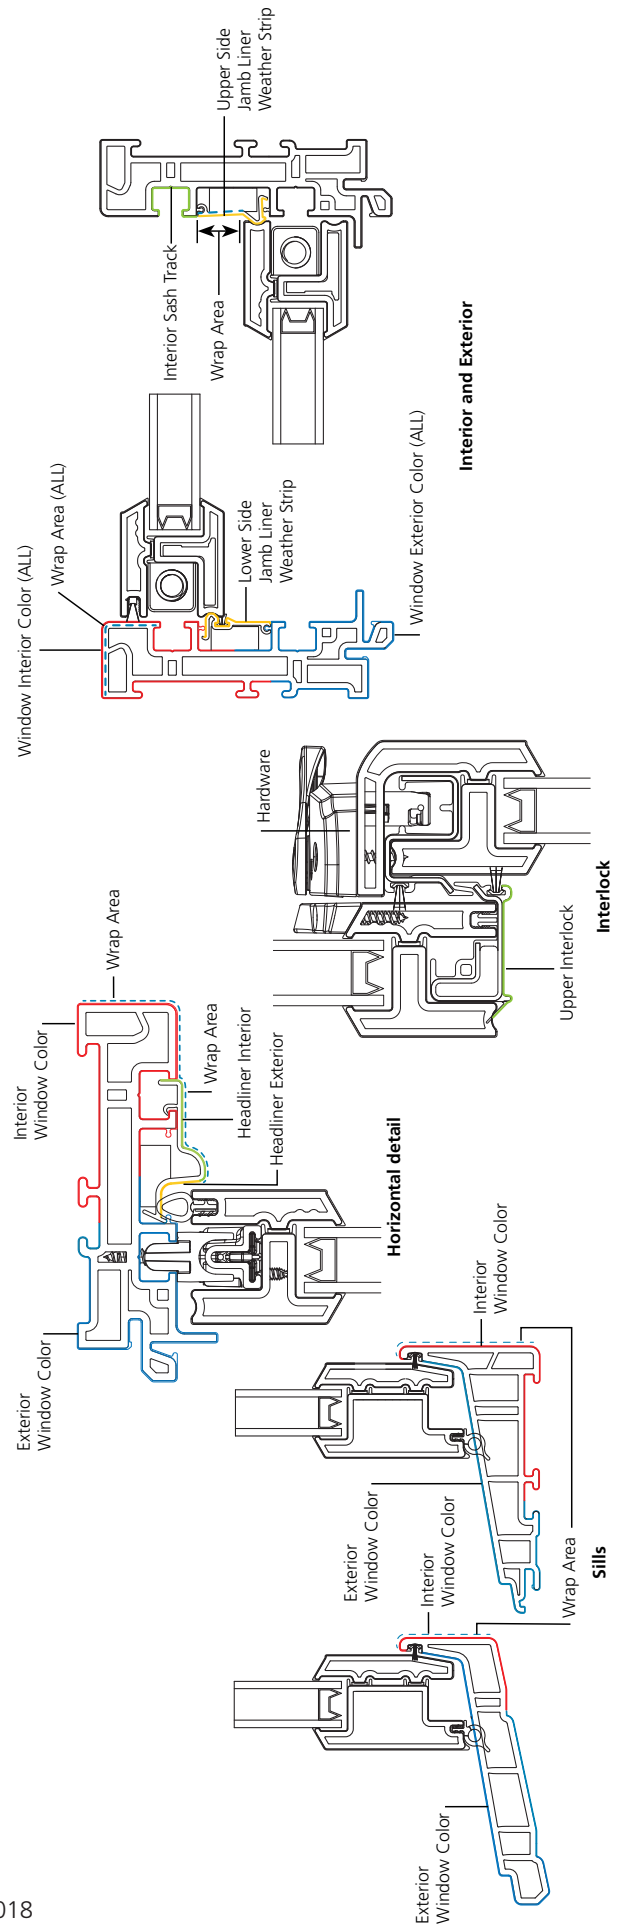 Upper Side
Jamb Liner
Weather Strip
Interior Sash Track
Wrap Area
Interior and Exterior
Window Interior Color (ALL)
Wrap Area (ALL)
Lower Side
Jamb Liner
Weather Strip
Window Exterior Color (ALL)
Hardware
Upper Interlock
Interlock
Interior
Window Color
Wrap Area
Wrap Area
Headliner Interior
Headliner Exterior
Exterior
Window Color
Horizontal detail
Interior
Window Color
Exterior
Window Color
Interior
Window Color
Wrap Area
Sills
Exterior
Window Color
018